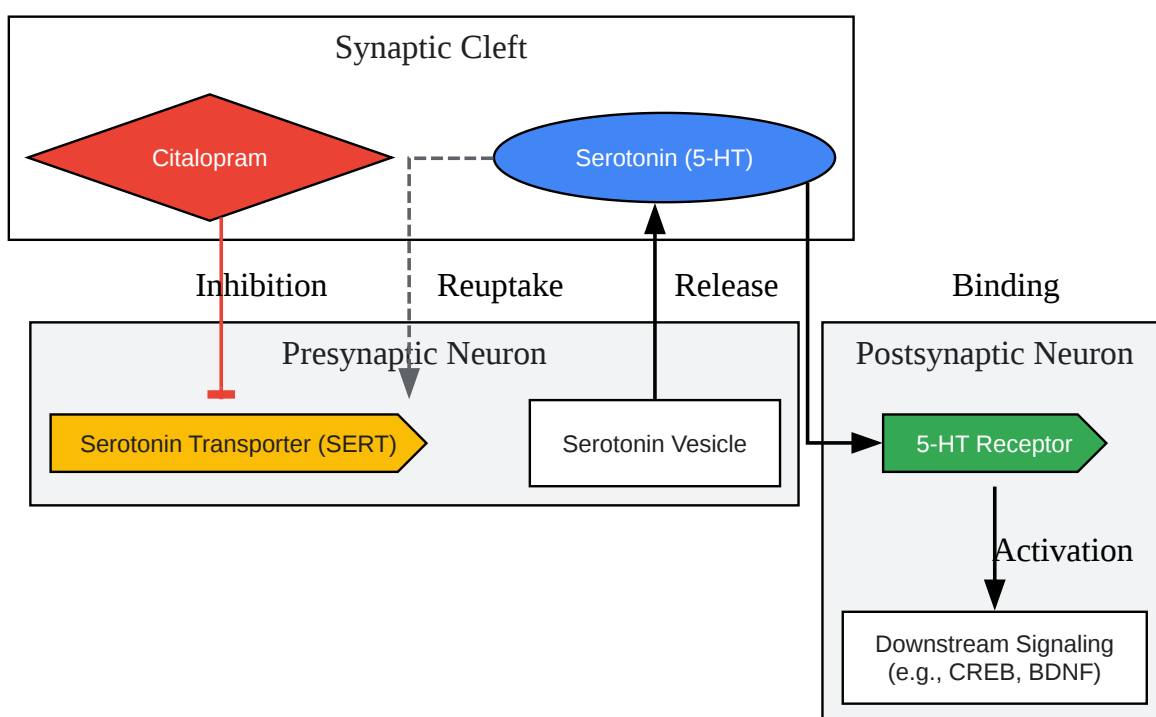 Synaptic Cleft
Citalopram
Serotonin (5-HT)
Inhibition
Reuptake
Release
Binding
Presynaptic Neuron
Postsynaptic Neuron
Serotonin Transporter (SERT)
Serotonin Vesicle
5-HT Receptor
Activation
Downstream Signaling
(e.g., CREB, BDNF)